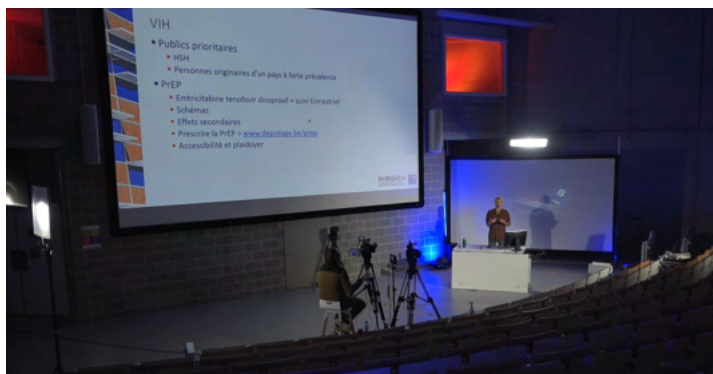 VIH
▪ Publics prioritaires
▪ HSH
▪ Personnes originaires d'un pays à forte prévalence
▪ PrEP
▪ Emtricitabine tenofovir disoproxil + suivi trimestriel
▪ Schémas
▪ Effets secondaires
▪ Prescrire la PrEP > www.depistage.be/prep
▪ Accessibilité et plaidoyer